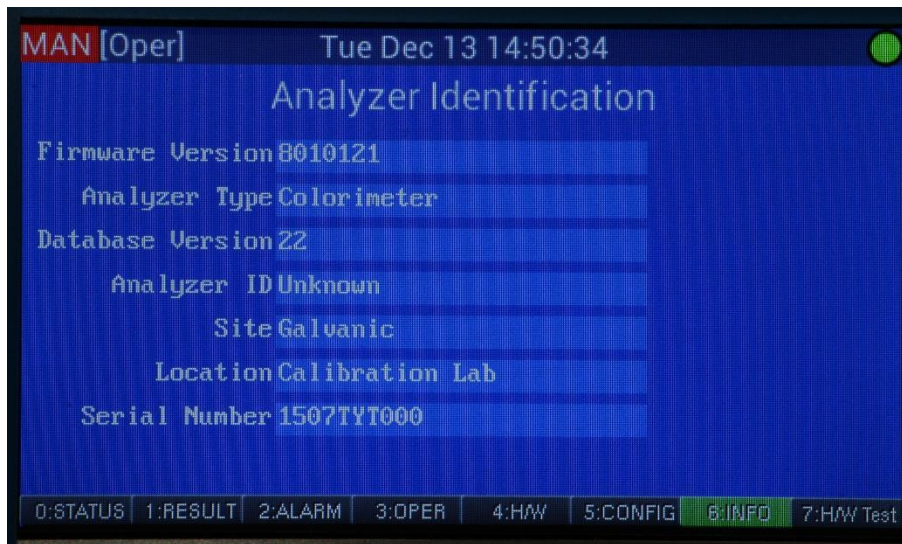 MAN [Oper] Tue Dec 13 14:50:34
Analyzer Identification
Firmware Version 8010121
Analyzer Type Colorimeter
Database Version 22
Analyzer ID Unknown
Site Galvanic
Location Calibration Lab
Serial Number 1507TYT000
0:STATUS 1:RESULT 2:ALARM 3:OPER 4:H/W 5:CONFIG 6:INFO 7:H/W Test